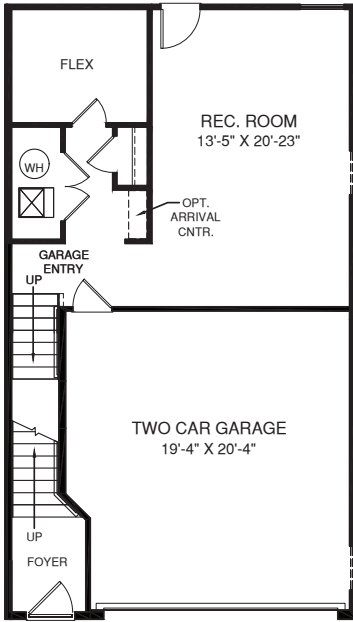 FLEX
REC. ROOM
13'-5" X 20'-23"
WH
OPT.
ARRIVAL
CNTR.
GARAGE
ENTRY
UP
TWO CAR GARAGE
19'-4" X 20'-4"
UP
FOYER